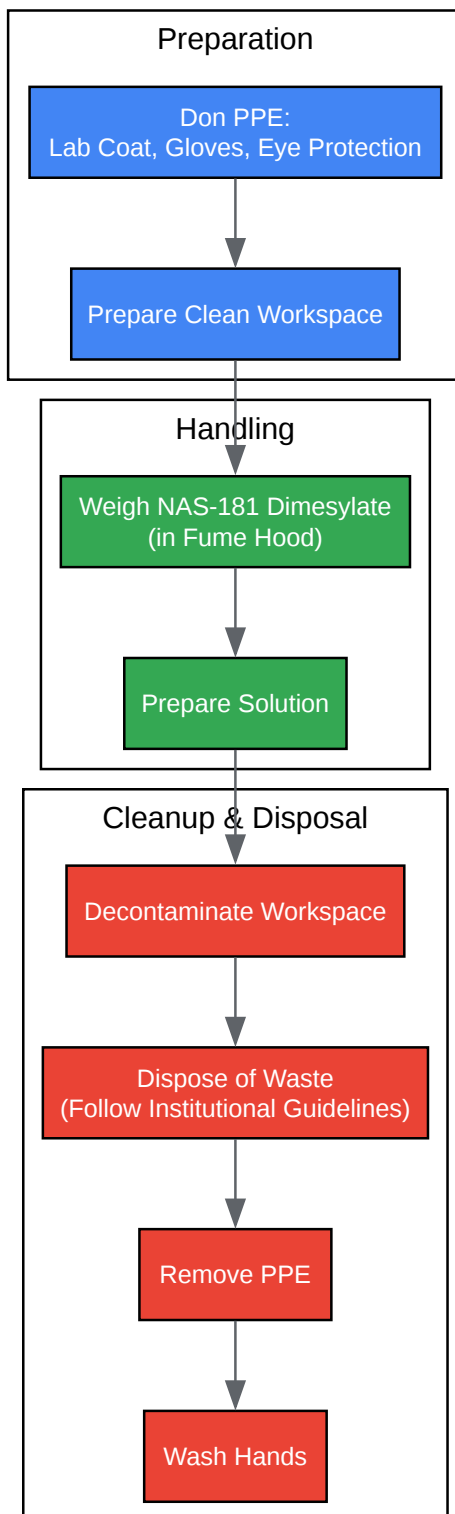 Preparation
Don PPE:
Lab Coat, Gloves, Eye Protection
Prepare Clean Workspace
Handling
Weigh NAS-181 Dimesylate
(in Fume Hood)
Prepare Solution
Cleanup & Disposal
Decontaminate Workspace
Dispose of Waste
(Follow Institutional Guidelines)
Remove PPE
Wash Hands